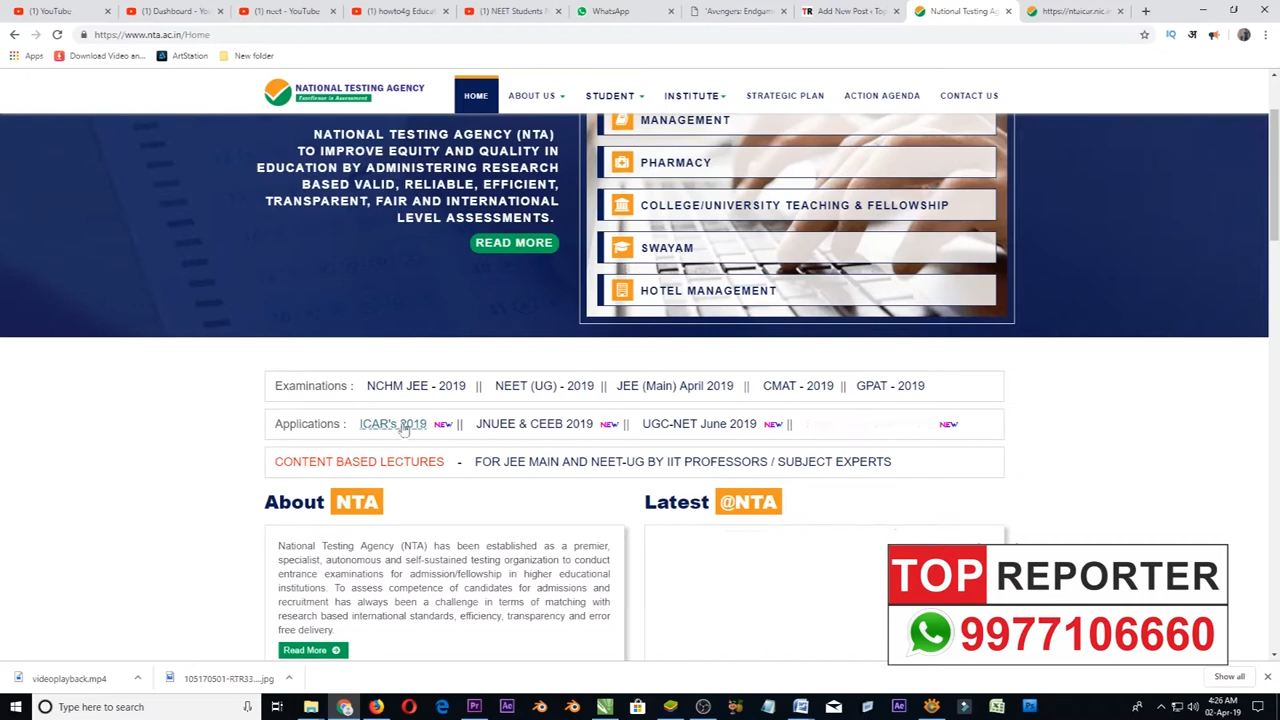 (1) YouTube
(1) Dashboard - You
(1) neet - YouTube
(1) howto4g Educat
(1) NEET Students
WhatsApp
'Avengers: Endgam
Add New Post ‹ Top
National Testing Ag
https://ntaicur.nic.in
https://www.nta.ac.in/Home
Apps
Download Video an...
ArtStation
New folder
NATIONAL TESTING AGENCY
Excellence in Assessment
HOME
ABOUT US
STUDENT
INSTITUTE
STRATEGIC PLAN
ACTION AGENDA
CONTACT US
NATIONAL TESTING AGENCY (NTA)
TO IMPROVE EQUITY AND QUALITY IN
EDUCATION BY ADMINISTERING RESEARCH
BASED VALID, RELIABLE, EFFICIENT,
TRANSPARENT, FAIR AND INTERNATIONAL
LEVEL ASSESSMENTS.
READ MORE
MANAGEMENT
PHARMACY
COLLEGE/UNIVERSITY TEACHING & FELLOWSHIP
SWAYAM
HOTEL MANAGEMENT
Examinations : NCHM JEE - 2019 || NEET (UG) - 2019 || JEE (Main) April 2019 || CMAT - 2019 || GPAT - 2019
Applications : ICAR's 2019 NEW || JNUEE & CEEB 2019 NEW || UGC-NET June 2019 NEW || NEW
CONTENT BASED LECTURES - FOR JEE MAIN AND NEET-UG BY IIT PROFESSORS / SUBJECT EXPERTS
About NTA
Latest @NTA
National Testing Agency (NTA) has been established as a premier,
specialist, autonomous and self-sustained testing organization to conduct
entrance examinations for admission/fellowship in higher educational
institutions. To assess competence of candidates for admissions and
recruitment has always been a challenge in terms of matching with
research based international standards, efficiency, transparency and error
free delivery.
Read More
TOP REPORTER
9977106660
videoplayback.mp4
105170501-RTR33....jpg
Show all
Type here to search
4:26 AM
02-Apr-19